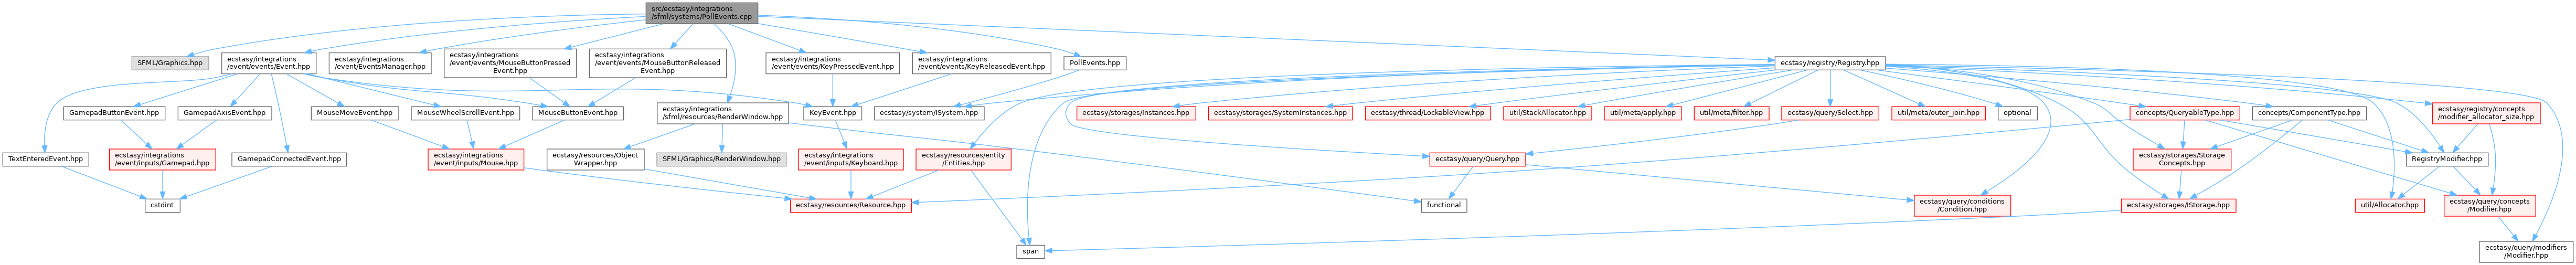 src/ecstasy/integrations
/sfml/systems/PollEvents.cpp
SFML/Graphics.hpp
ecstasy/integrations
/event/events/Event.hpp
ecstasy/integrations
/event/EventsManager.hpp
ecstasy/integrations
/event/events/MouseButtonPressed
Event.hpp
ecstasy/integrations
/event/events/MouseButtonReleased
Event.hpp
ecstasy/integrations
/event/events/KeyPressedEvent.hpp
ecstasy/integrations
/event/events/KeyReleasedEvent.hpp
PollEvents.hpp
ecstasy/registry/Registry.hpp
GamepadButtonEvent.hpp
GamepadAxisEvent.hpp
MouseMoveEvent.hpp
MouseWheelScrollEvent.hpp
MouseButtonEvent.hpp
ecstasy/integrations
/sfml/resources/RenderWindow.hpp
KeyEvent.hpp
ecstasy/system/ISystem.hpp
ecstasy/storages/Instances.hpp
ecstasy/storages/SystemInstances.hpp
ecstasy/thread/LockableView.hpp
util/StackAllocator.hpp
util/meta/apply.hpp
util/meta/filter.hpp
ecstasy/query/Select.hpp
util/meta/outer_join.hpp
optional
concepts/QueryableType.hpp
concepts/ComponentType.hpp
ecstasy/registry/concepts
/modifier_allocator_size.hpp
TextEnteredEvent.hpp
ecstasy/integrations
/event/inputs/Gamepad.hpp
GamepadConnectedEvent.hpp
ecstasy/integrations
/event/inputs/Mouse.hpp
ecstasy/resources/Object
Wrapper.hpp
SFML/Graphics/RenderWindow.hpp
ecstasy/integrations
/event/inputs/Keyboard.hpp
ecstasy/resources/entity
/Entities.hpp
ecstasy/query/Query.hpp
ecstasy/storages/Storage
Concepts.hpp
RegistryModifier.hpp
cstdint
ecstasy/resources/Resource.hpp
functional
ecstasy/query/conditions
/Condition.hpp
ecstasy/storages/IStorage.hpp
util/Allocator.hpp
ecstasy/query/concepts
/Modifier.hpp
span
ecstasy/query/modifiers
/Modifier.hpp